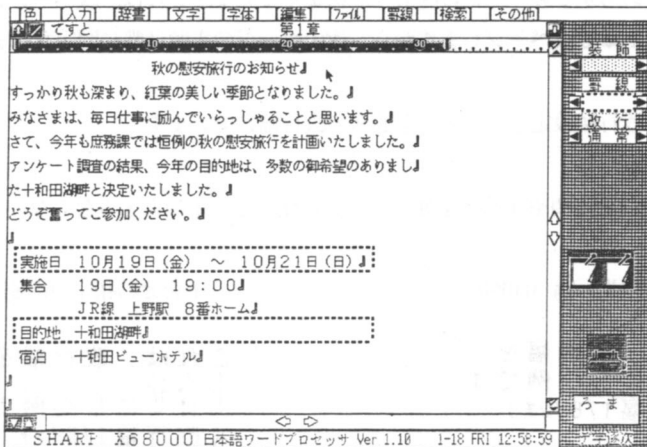 [色] [入力] [辞書] [文字] [字体] [編集] [ファイル] [罫線] [検索] [その他]
てすと 第1章
10 20 30
秋の慰安旅行のお知らせ
すっかり秋も深まり、紅葉の美しい季節となりました。
みなさまは、毎日仕事に励んでいらっしゃることと思います。
さて、今年も庶務課では恒例の秋の慰安旅行を計画いたしました。
アンケート調査の結果、今年の目的地は、多数の御希望のありまし
た十和田湖畔と決定いたしました。
どうぞ奮ってご参加ください。
実施日 10月19日(金) ~ 10月21日(日)
集合 19日(金) 19:00
JR線 上野駅 8番ホーム
目的地 十和田湖畔
宿泊 十和田ビューホテル
装 飾
罫 線
改 行
通 常
ろーま
SHARP X68000 日本語ワードプロセッサ Ver 1.10 1-18 FRI 12:58:59